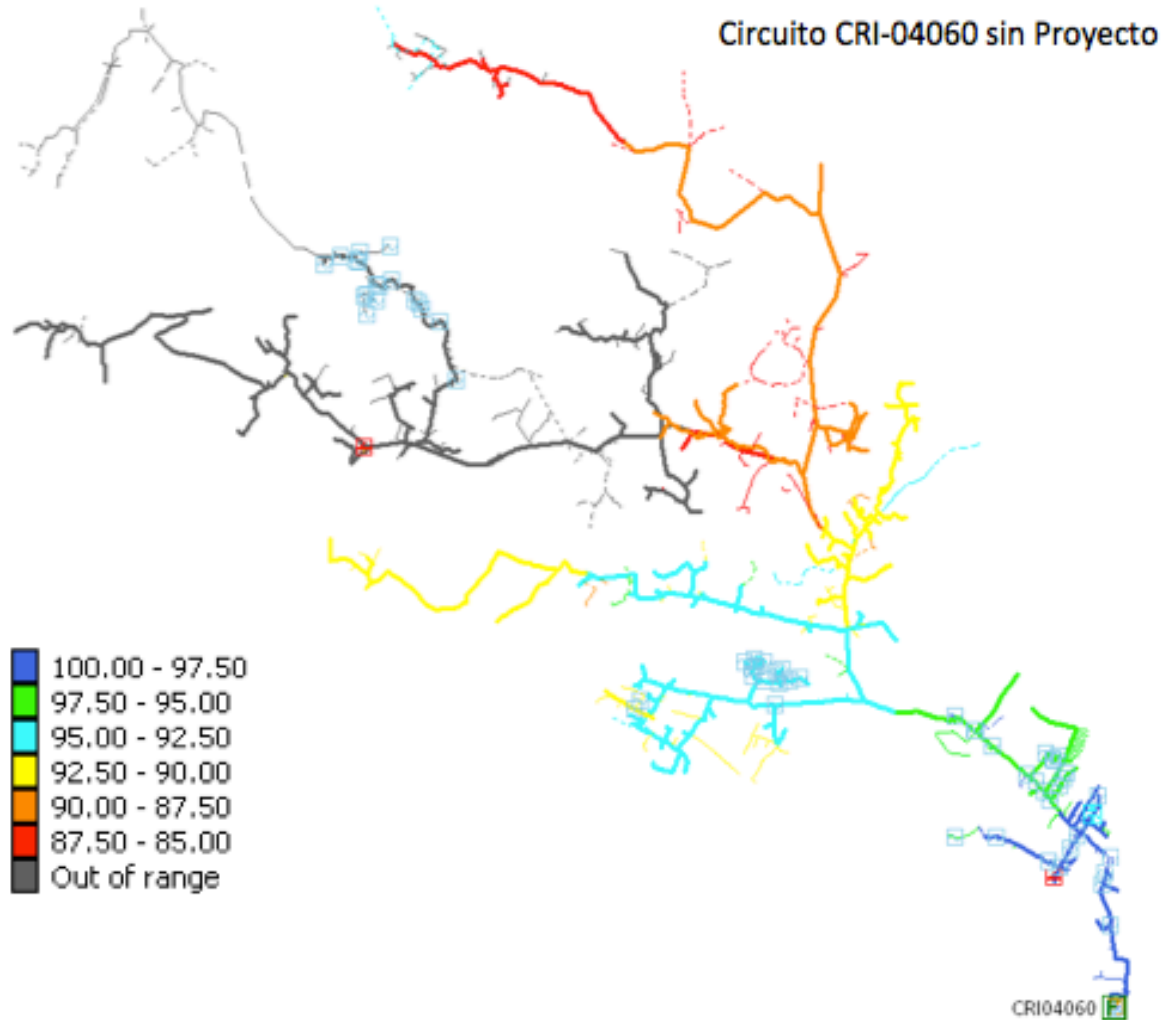 Circuito CRI-04060 sin Proyecto
100.00 - 97.50
97.50 - 95.00
95.00 - 92.50
92.50 - 90.00
90.00 - 87.50
87.50 - 85.00
Out of range
CRI04060 F